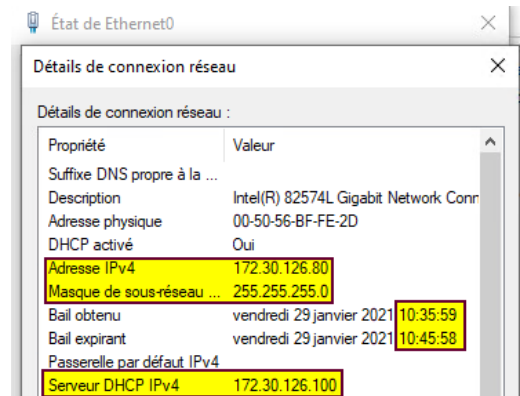 État de Ethernet0
Détails de connexion réseau
Détails de connexion réseau :
Propriété Valeur
Suffixe DNS propre à la ...
Description Intel(R) 82574L Gigabit Network Conn
Adresse physique 00-50-56-BF-FE-2D
DHCP activé Oui
Adresse IPv4 172.30.126.80
Masque de sous-réseau ... 255.255.255.0
Bail obtenu vendredi 29 janvier 2021 10:35:59
Bail expirant vendredi 29 janvier 2021 10:45:58
Passerelle par défaut IPv4
Serveur DHCP IPv4 172.30.126.100